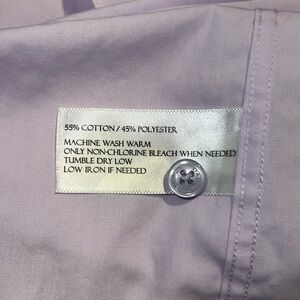 55% COTTON / 45% POLYESTER
MACHINE WASH WARM
ONLY NON-CHLORINE BLEACH WHEN NEEDED
TUMBLE DRY LOW
LOW IRON IF NEEDED